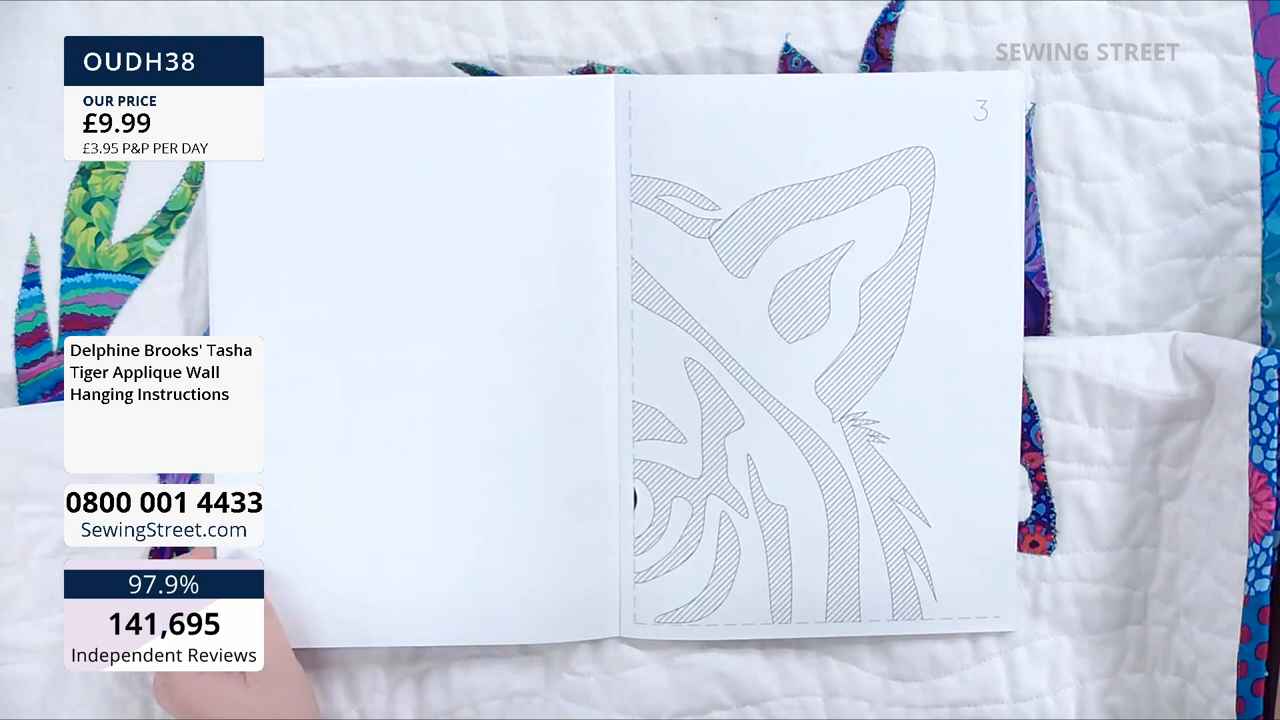 OUDH38
OUR PRICE
£9.99
£3.95 P&P PER DAY
SEWING STREET
3
Delphine Brooks' Tasha
Tiger Applique Wall
Hanging Instructions
0800 001 4433
SewingStreet.com
97.9%
141,695
Independent Reviews